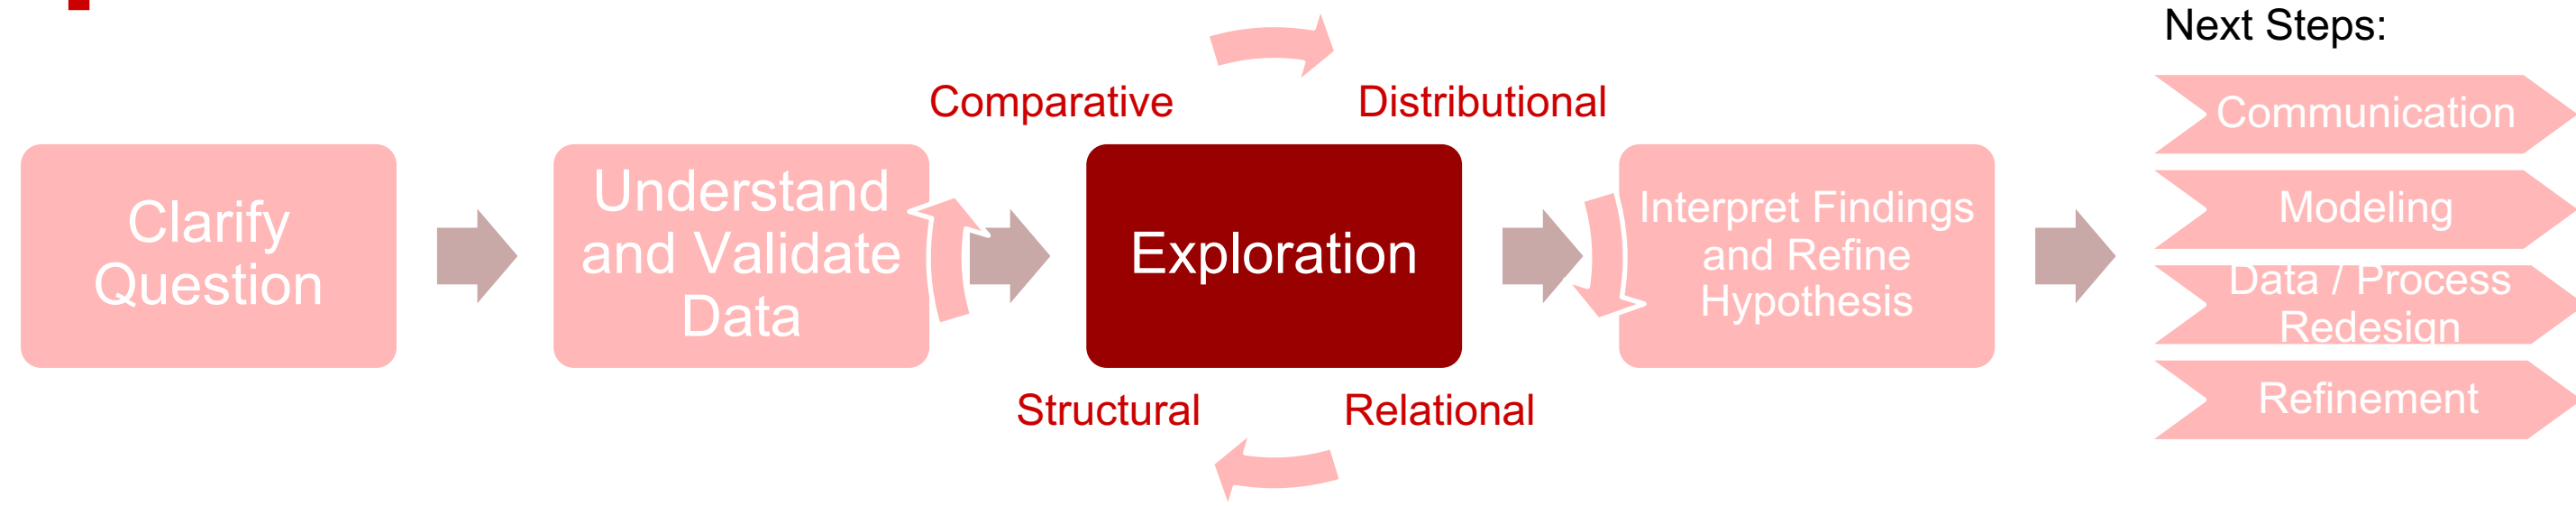 Next Steps:
Comparative
Distributional
Clarify
Question
Understand
and Validate
Data
Exploration
Interpret Findings
and Refine
Hypothesis
Structural
Relational
Communication
Modeling
Data / Process
Redesign
Refinement